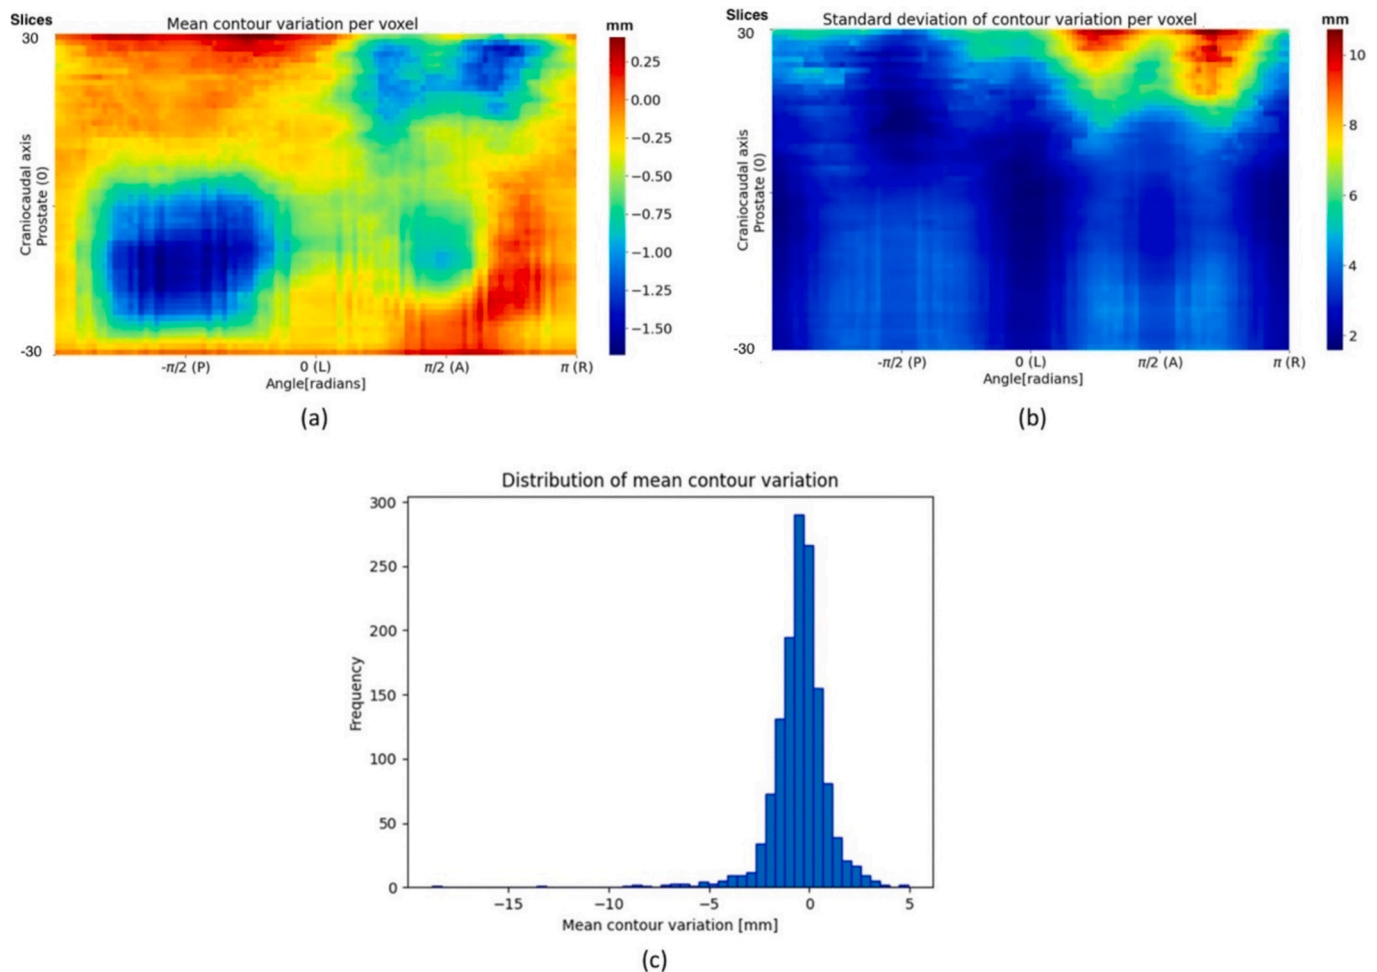 Slices
Mean contour variation per voxel
mm
30
0.25
0.00
−0.25
−0.50
−0.75
−1.00
−1.25
−1.50
Craniocaudal axis
Prostate (0)
-30
-π/2 (P) 0 (L) π/2 (A) π (R)
Angle[radians]
(a)
Slices
Standard deviation of contour variation per voxel
mm
30
10
8
6
4
2
Craniocaudal axis
Prostate (0)
-30
-π/2 (P) 0 (L) π/2 (A) π (R)
Angle[radians]
(b)
Distribution of mean contour variation
300
250
200
150
100
50
0
Frequency
−15 −10 −5 0 5
Mean contour variation [mm]
(c)